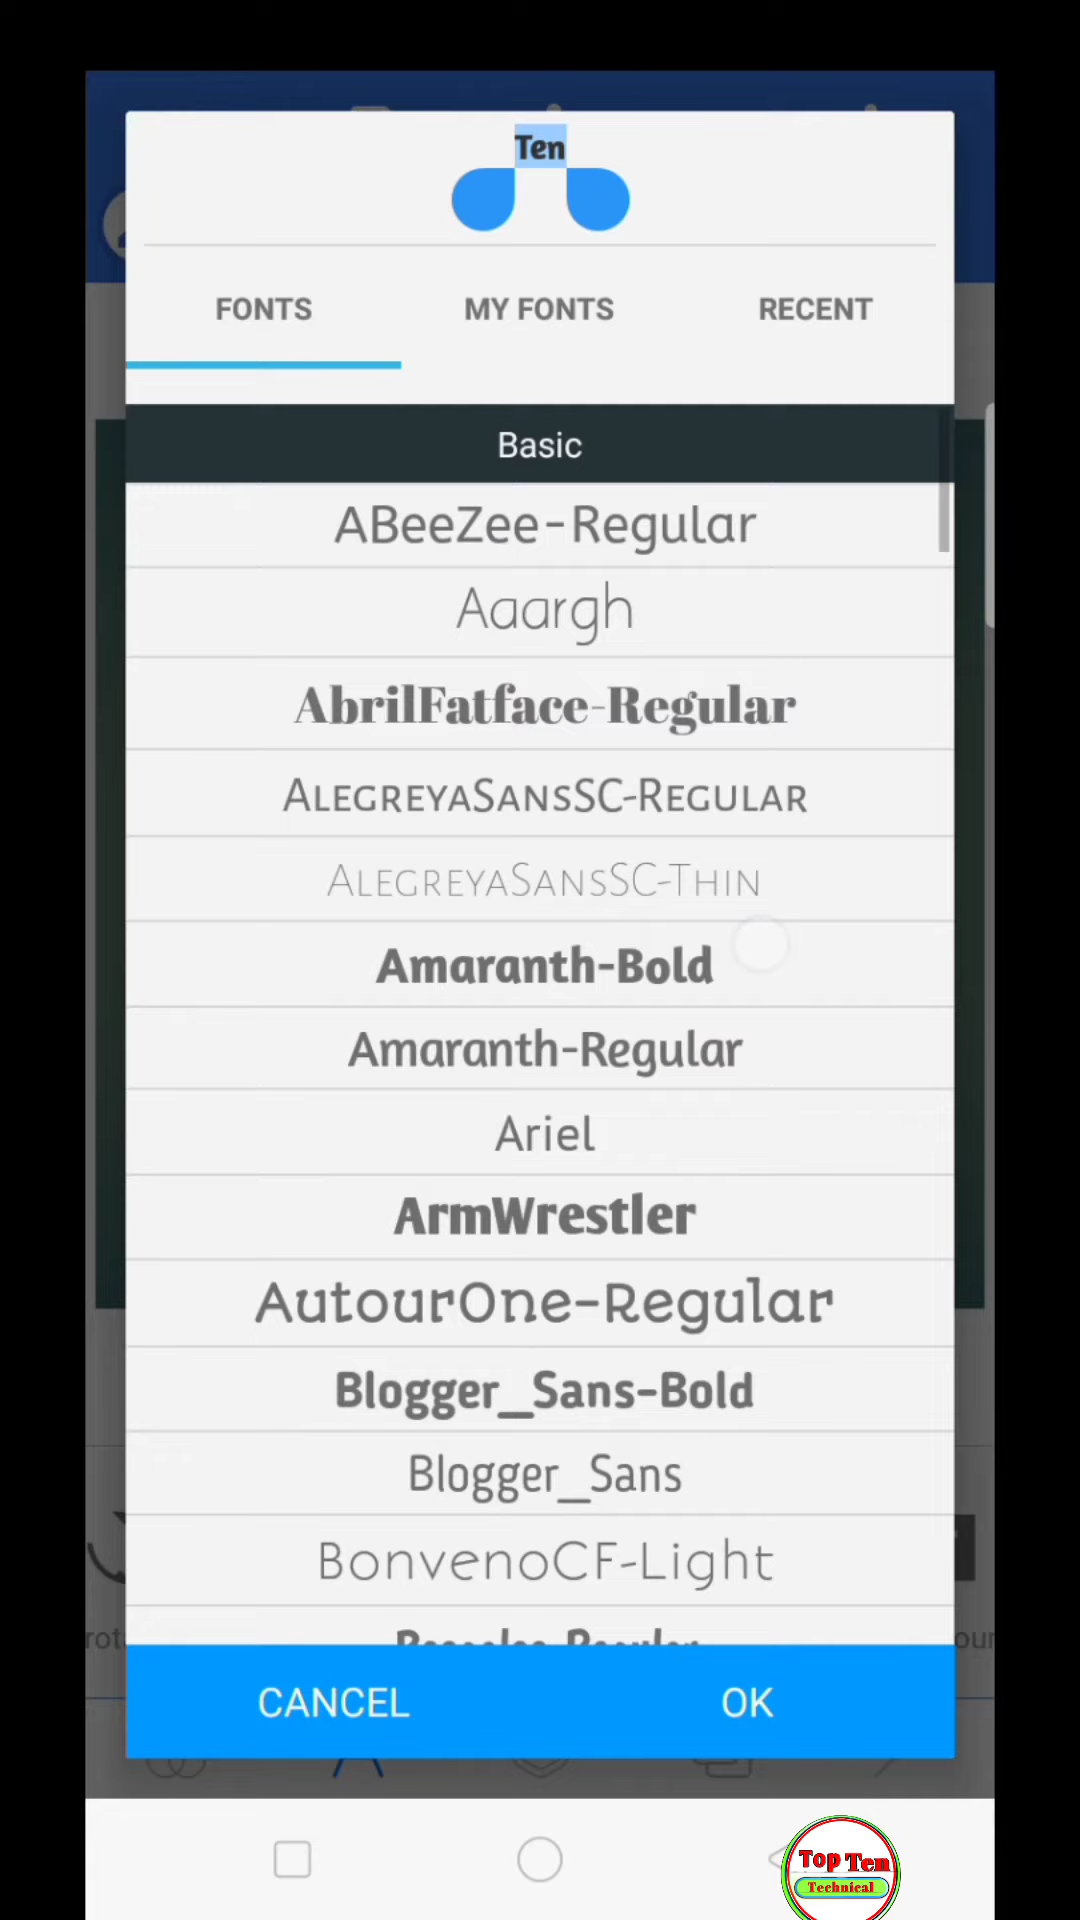 Ten
FONTS MY FONTS RECENT
Basic
ABeeZee-Regular
Aaargh
AbrilFatface-Regular
AlegreyaSansSC-Regular
AlegreyaSansSC-Thin
Amaranth-Bold
Amaranth-Regular
Ariel
ArmWrestler
AutourOne-Regular
Blogger_Sans-Bold
Blogger_Sans
BonvenoCF-Light
CANCEL OK
Top Ten
Technical